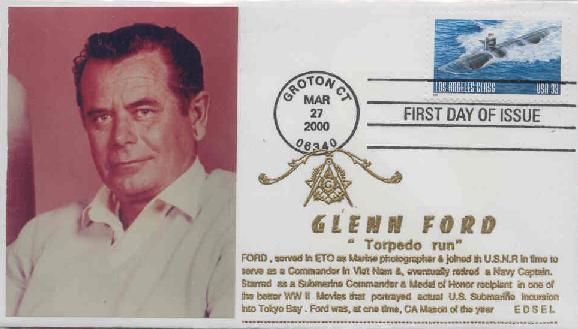 LOS ANGELES CLASS USA 33
GROTON CT
MAR
27
2000
06340
FIRST DAY OF ISSUE
G
GLENN FORD
" Torpedo run"
FORD , served in ETO as Marine photographer & joined th U.S.N.R in time to
serve as a Commander in Viet Nam &, eventually retired a Navy Captain.
Starred as a Submarine Commander & Medal of Honor recipient in one of
the better WW II Movies that portrayed actual U.S. Submarine incursion
into Tokyo Bay . Ford was, at one time, CA Mason of the year EDSEL